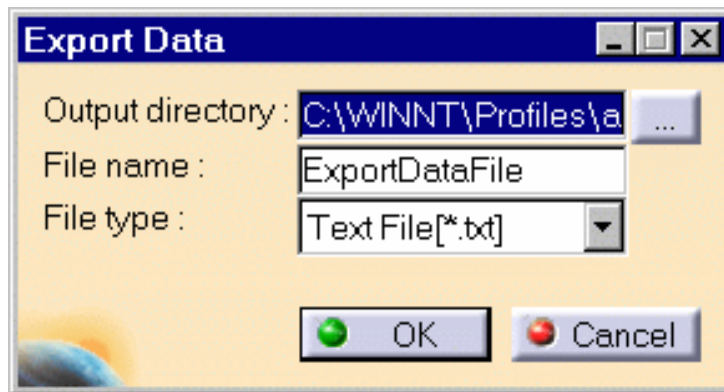 Export Data
Output directory : C:\WINNT\Profiles\a ...
File name : ExportDataFile
File type : Text File[*.txt]
OK Cancel